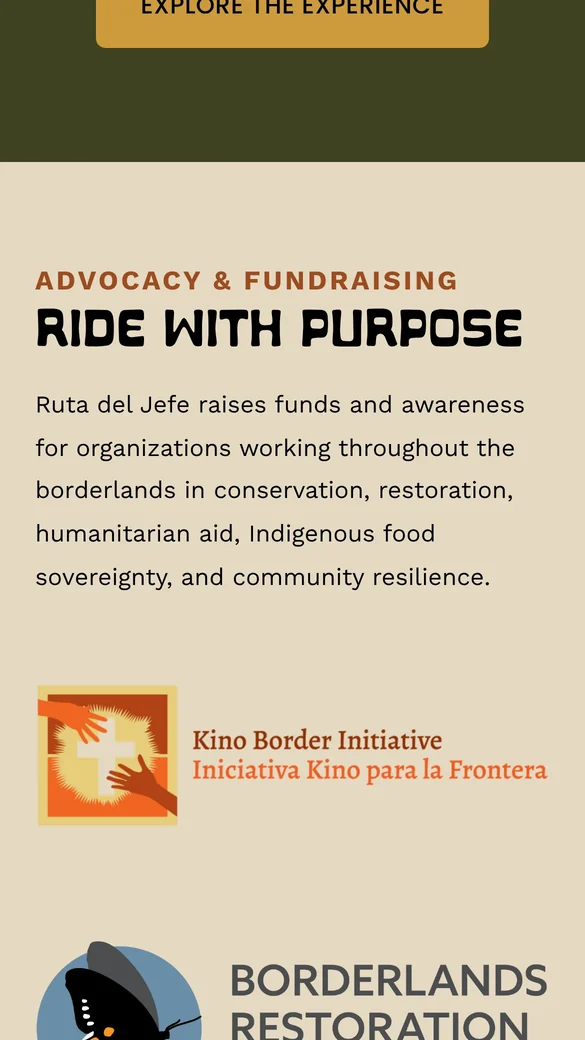 EXPLORE THE EXPERIENCE
ADVOCACY & FUNDRAISING
RIDE WITH PURPOSE
Ruta del Jefe raises funds and awareness
for organizations working throughout the
borderlands in conservation, restoration,
humanitarian aid, Indigenous food
sovereignty, and community resilience.
Kino Border Initiative
Iniciativa Kino para la Frontera
BORDERLANDS
RESTORATION